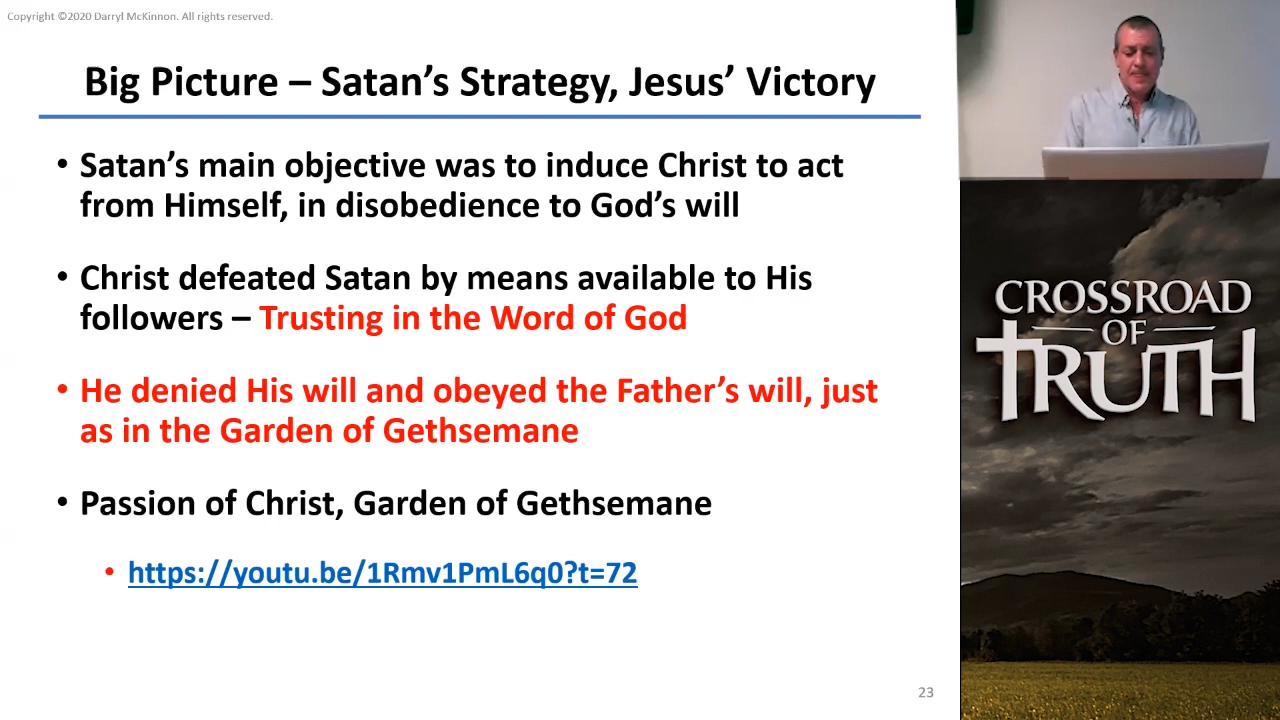 Copyright ©2020 Darryl McKinnon. All rights reserved.
Big Picture – Satan’s Strategy, Jesus’ Victory
• Satan’s main objective was to induce Christ to act
from Himself, in disobedience to God’s will
• Christ defeated Satan by means available to His
followers – Trusting in the Word of God
• He denied His will and obeyed the Father’s will, just
as in the Garden of Gethsemane
• Passion of Christ, Garden of Gethsemane
• https://youtu.be/1Rmv1PmL6q0?t=72
23
CROSSROAD
OF
TRUTH